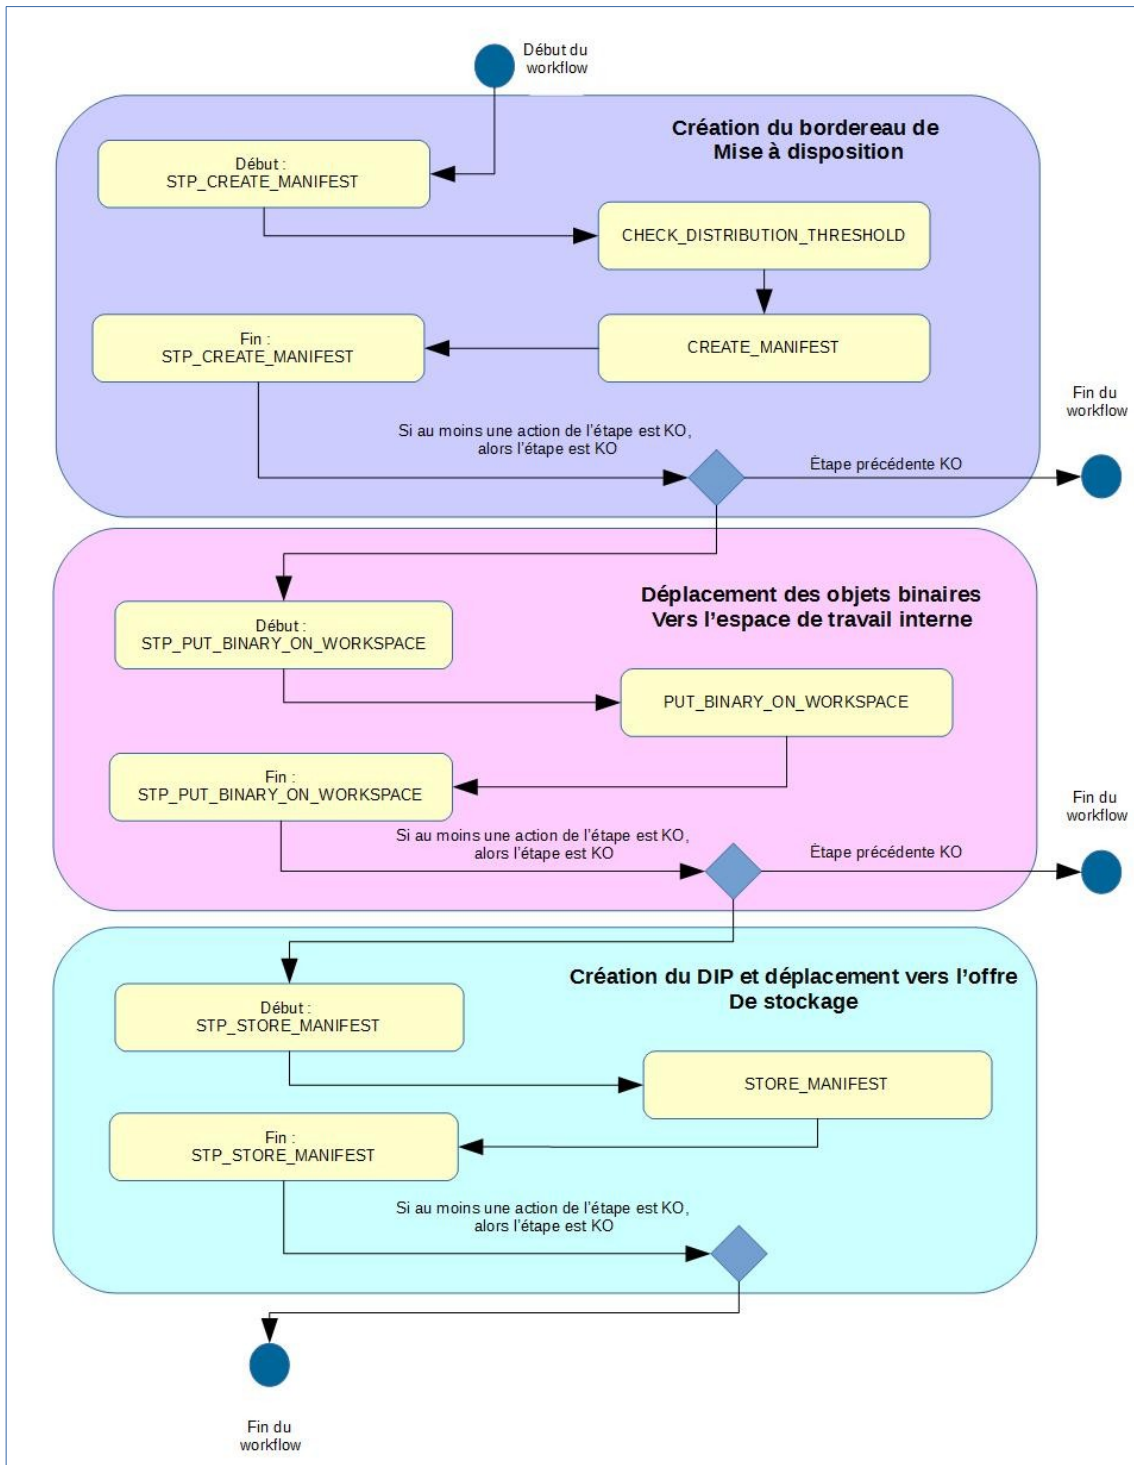 Début du
workflow
Création du bordereau de
Mise à disposition
Début :
STP_CREATE_MANIFEST
CHECK_DISTRIBUTION_THRESHOLD
Fin :
STP_CREATE_MANIFEST
CREATE_MANIFEST
Fin du
workflow
Si au moins une action de l'étape est KO,
alors l'étape est KO
Étape précédente KO
Déplacement des objets binaires
Vers l'espace de travail interne
Début :
STP_PUT_BINARY_ON_WORKSPACE
PUT_BINARY_ON_WORKSPACE
Fin :
STP_PUT_BINARY_ON_WORKSPACE
Fin du
workflow
Si au moins une action de l'étape est KO,
alors l'étape est KO
Étape précédente KO
Création du DIP et déplacement vers l'offre
De stockage
Début :
STP_STORE_MANIFEST
STORE_MANIFEST
Fin :
STP_STORE_MANIFEST
Si au moins une action de l'étape est KO,
alors l'étape est KO
Fin du
workflow